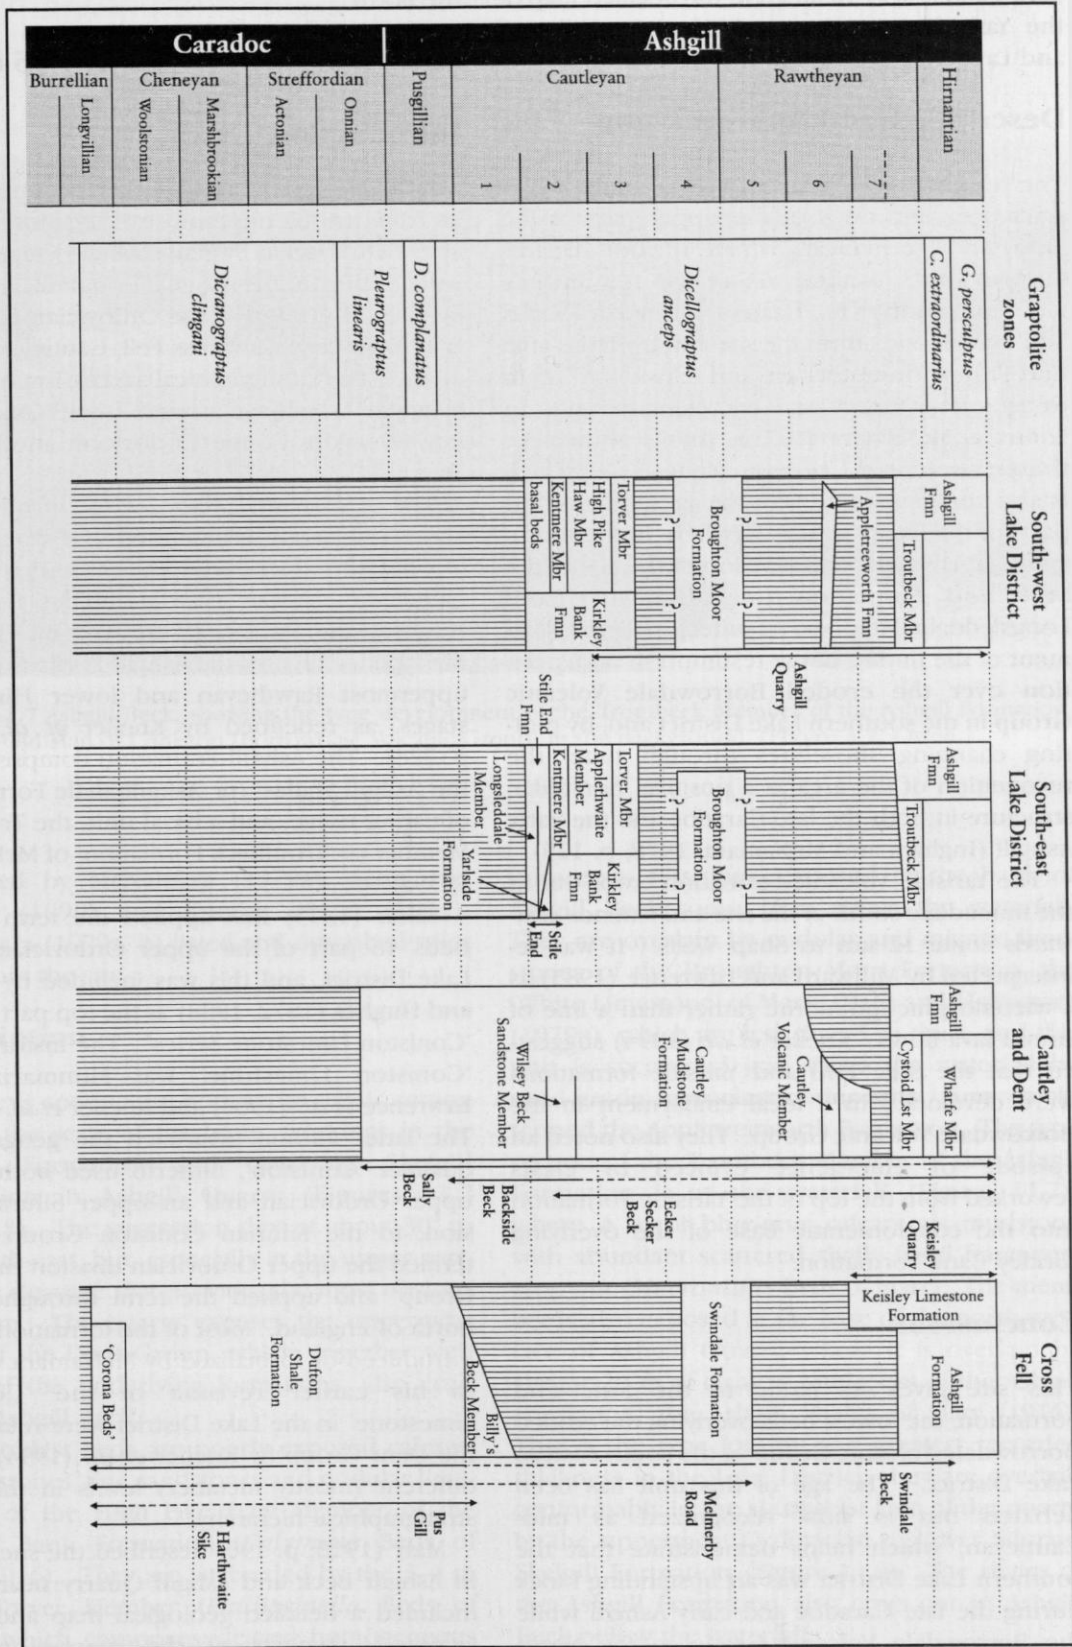 Caradoc
Ashgill
Burrellian
Cheneyan
Streffordian
Pusgillian
Cautleyan
Rawtheyan
Hirnantian
Longvillian
Woolstonian
Marshbrookian
Actonian
Onnian
1
2
3
4
5
6
7
Graptolite
zones
Dicranograptus
clingani
Pleurograptus
linearis
D. complanatus
Dicellograptus
anceps
C. extraordinarius
G. persculptus
South-west
Lake District
basal beds
Kentmere Mbr
High Pike
Haw Mbr
Torver Mbr
Kirkley
Bank
Fmn
Broughton Moor
Formation
?
?
?
?
Appletreeworth Fmn
Ashgill
Fmn
Troutbeck Mbr
Ashgill
Quarry
South-east
Lake District
Stile End
Fmn
Longsleddale
Member
Yarlside
Formation
Kentmere Mbr
Applethwaite
Member
Torver Mbr
Kirkley
Bank
Fmn
Broughton Moor
Formation
?
?
?
?
Ashgill
Fmn
Troutbeck Mbr
Stile
End
Cautley
and Dent
Wilsey Beck
Sandstone Member
Cautley
Mudstone
Formation
Cautley
Volcanic Member
Ashgill
Fmn
Cystoid Lst Mbr
Wharfe Mbr
Sally
Beck
Backside
Beck
Ecker
Secker
Beck
Keisley
Quarry
Cross
Fell
'Corona Beds'
Dufton
Shale
Formation
Billy's
Beck Member
Swindale Formation
Keisley Limestone
Formation
Ashgill
Formation
Swindale
Beck
Melmerby
Road
Pus
Gill
Harthwaite
Sike